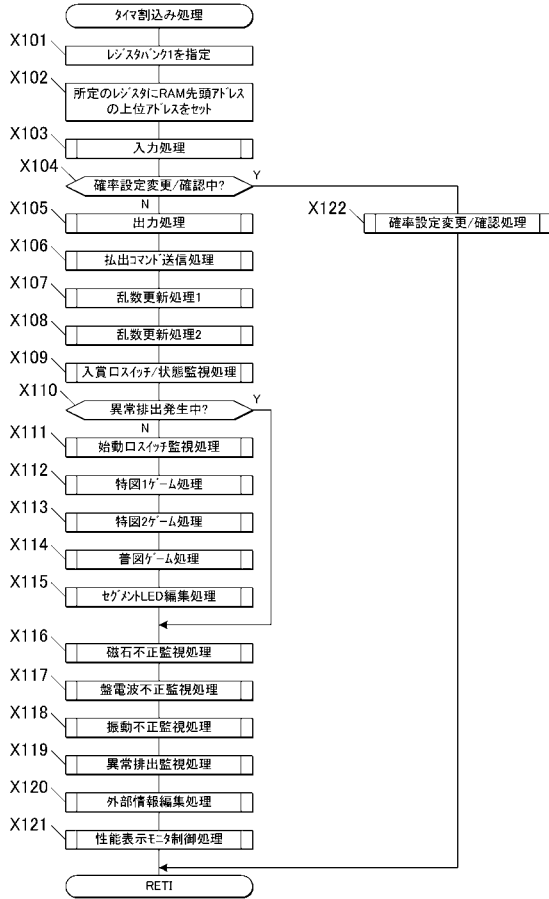 タイマ割込み処理
X101
レジスタバンク1を指定
X102
所定のレジスタにRAM先頭アドレス
の上位アドレスをセット
X103
入力処理
X104
確率設定変更/確認中?
Y
N
X105
出力処理
X122
確率設定変更/確認処理
X106
払出コマンド送信処理
X107
乱数更新処理1
X108
乱数更新処理2
X109
入賞口スイッチ/状態監視処理
X110
異常排出発生中?
Y
N
X111
始動口スイッチ監視処理
X112
特図1ゲーム処理
X113
特図2ゲーム処理
X114
普図ゲーム処理
X115
セグメントLED編集処理
X116
磁石不正監視処理
X117
盤電波不正監視処理
X118
振動不正監視処理
X119
異常排出監視処理
X120
外部情報編集処理
X121
性能表示モニタ制御処理
RETI